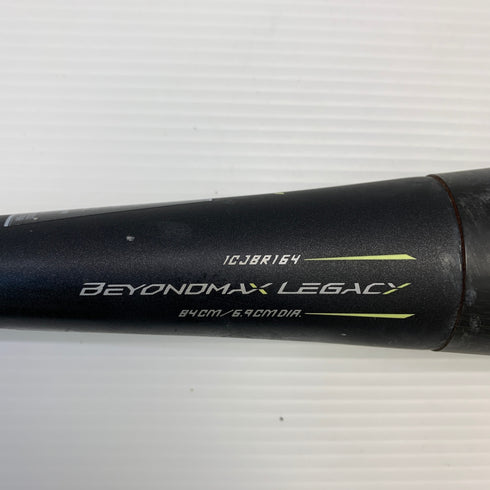 1CJBR164
BEYONDMAX LEGACY
84CM/6.9CM DIA.